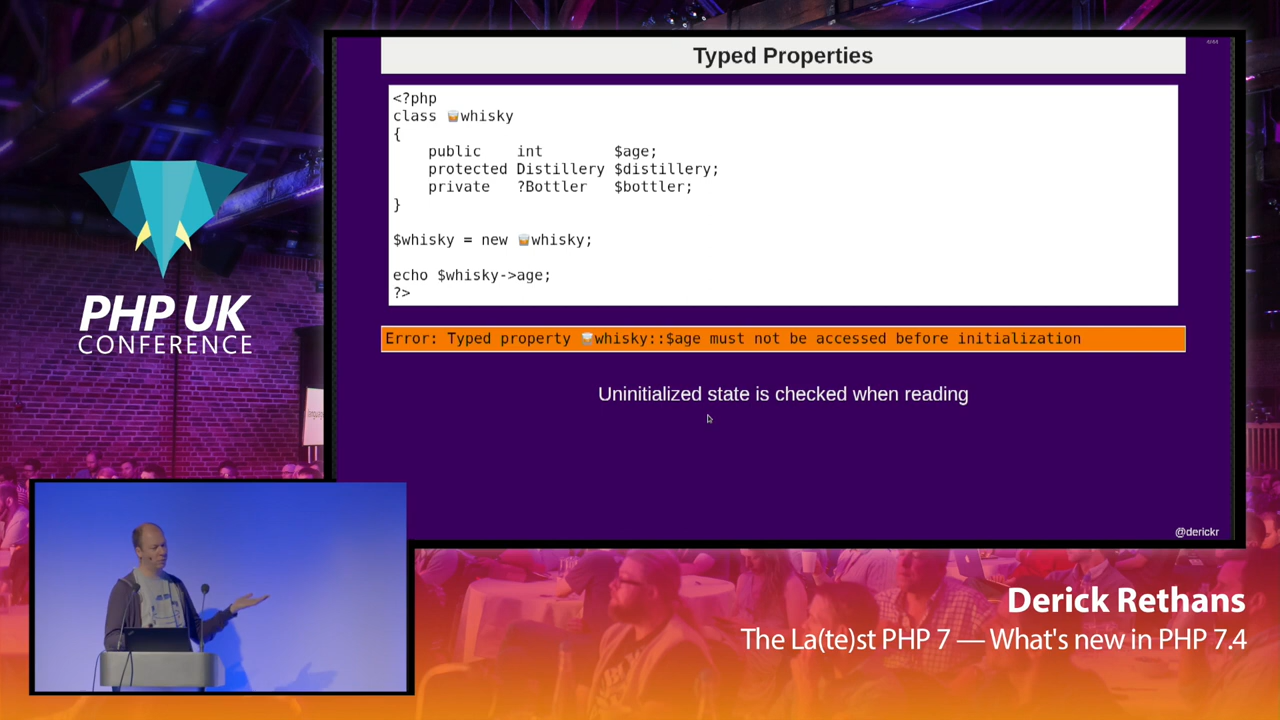 Typed Properties
<?php
class 🥃whisky
{
    public    int        $age;
    protected Distillery $distillery;
    private   ?Bottler   $bottler;
}
$whisky = new 🥃whisky;
echo $whisky->age;
?>
Error: Typed property 🥃whisky::$age must not be accessed before initialization
Uninitialized state is checked when reading
@derickr
PHP UK
CONFERENCE
Derick Rethans
The La(te)st PHP 7 — What's new in PHP 7.4